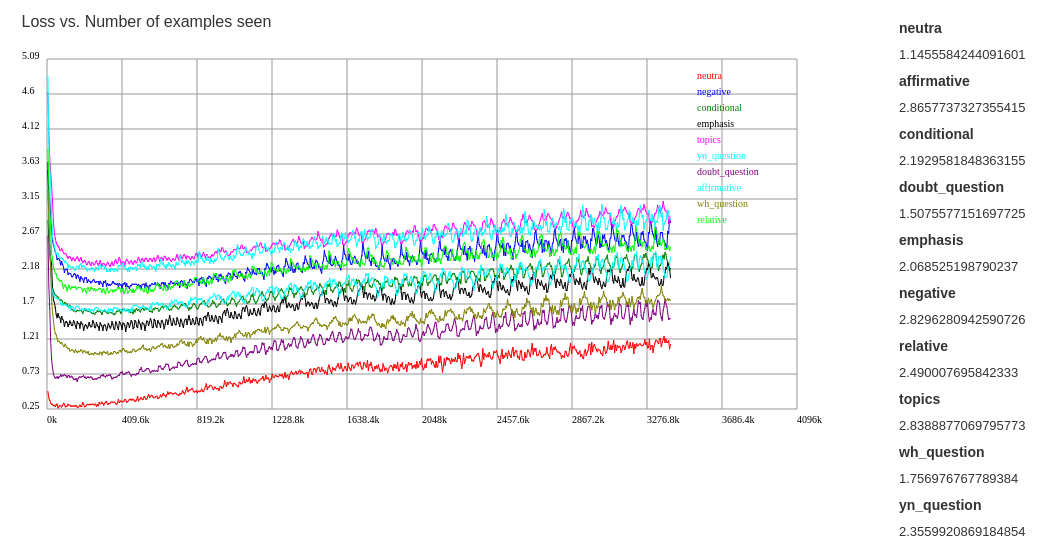 Loss vs. Number of examples seen
5.09
4.6
4.12
3.63
3.15
2.67
2.18
1.7
1.21
0.73
0.25
0k 409.6k 819.2k 1228.8k 1638.4k 2048k 2457.6k 2867.2k 3276.8k 3686.4k 4096k
neutra
negative
conditional
emphasis
topics
yn_question
doubt_question
affirmative
wh_question
relative
neutra
1.1455584244091601
affirmative
2.8657737327355415
conditional
2.1929581848363155
doubt_question
1.5075577151697725
emphasis
2.068525198790237
negative
2.8296280942590726
relative
2.490007695842333
topics
2.8388877069795773
wh_question
1.756976767789384
yn_question
2.3559920869184854